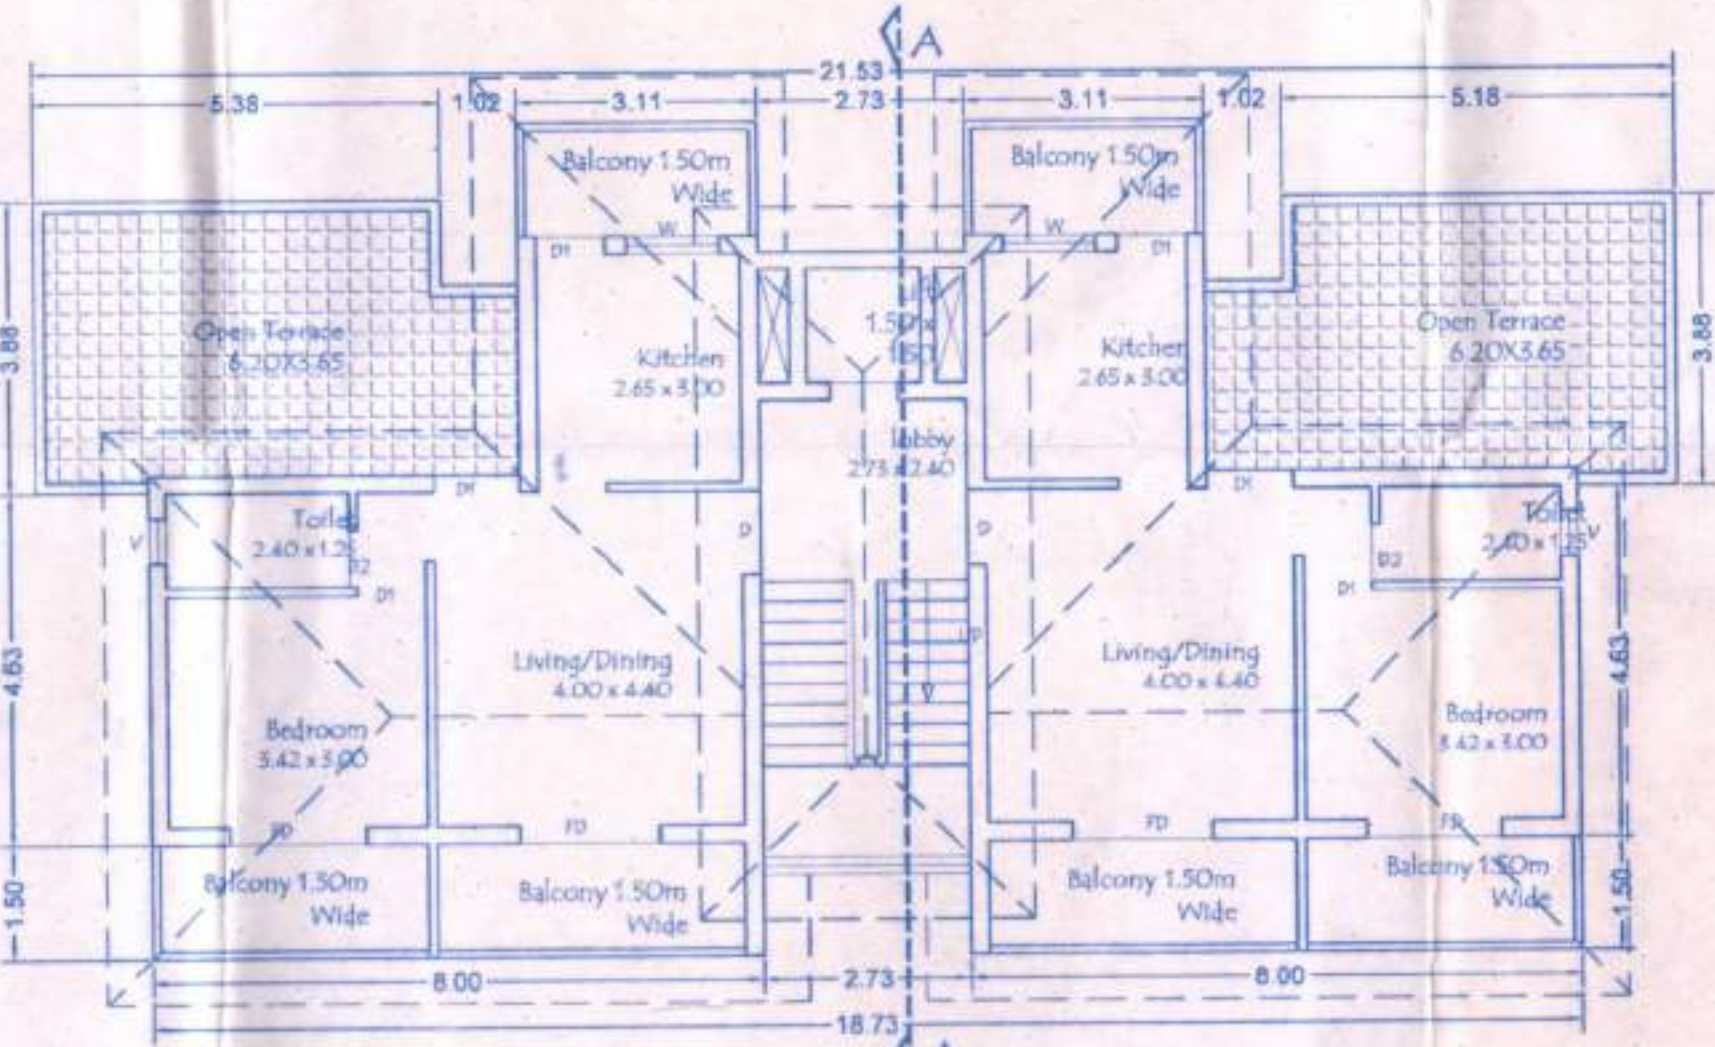 A
21.53
5.38
1.02
3.11
2.73
3.11
1.02
5.18
Balcony 1.50m
Wide
Balcony 1.50m
Wide
W
W
D1
D1
3.88
Open Terrace
6.20X3.65
Kitchen
2.65 x 3.00
1.50 x
1.50
Kitchen
2.65 x 3.00
Open Terrace
6.20X3.65
3.88
lobby
2.73 x 2.40
D1
D1
V
Toilet
2.40 x 1.25
D2
D1
D
D
Toilet
2.40 x 1.25
V
D2
D1
4.63
Living/Dining
4.00 x 4.40
UP
Living/Dining
4.00 x 4.40
4.63
Bedroom
3.42 x 3.00
Bedroom
3.42 x 3.00
FD
FD
FD
FD
1.50
Balcony 1.50m
Wide
Balcony 1.50m
Wide
Balcony 1.50m
Wide
Balcony 1.50m
Wide
1.50
8.00
2.73
8.00
18.73